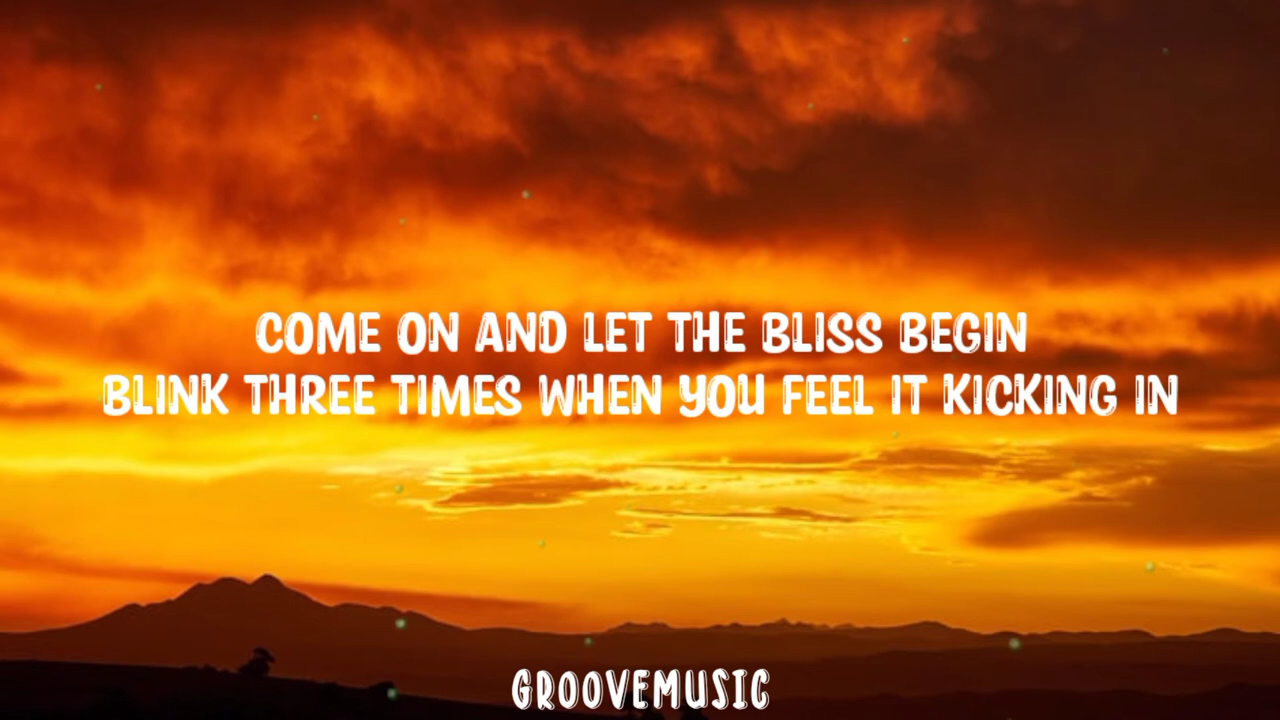 COME ON AND LET THE BLISS BEGIN
BLINK THREE TIMES WHEN YOU FEEL IT KICKING IN
GROOVEMUSIC